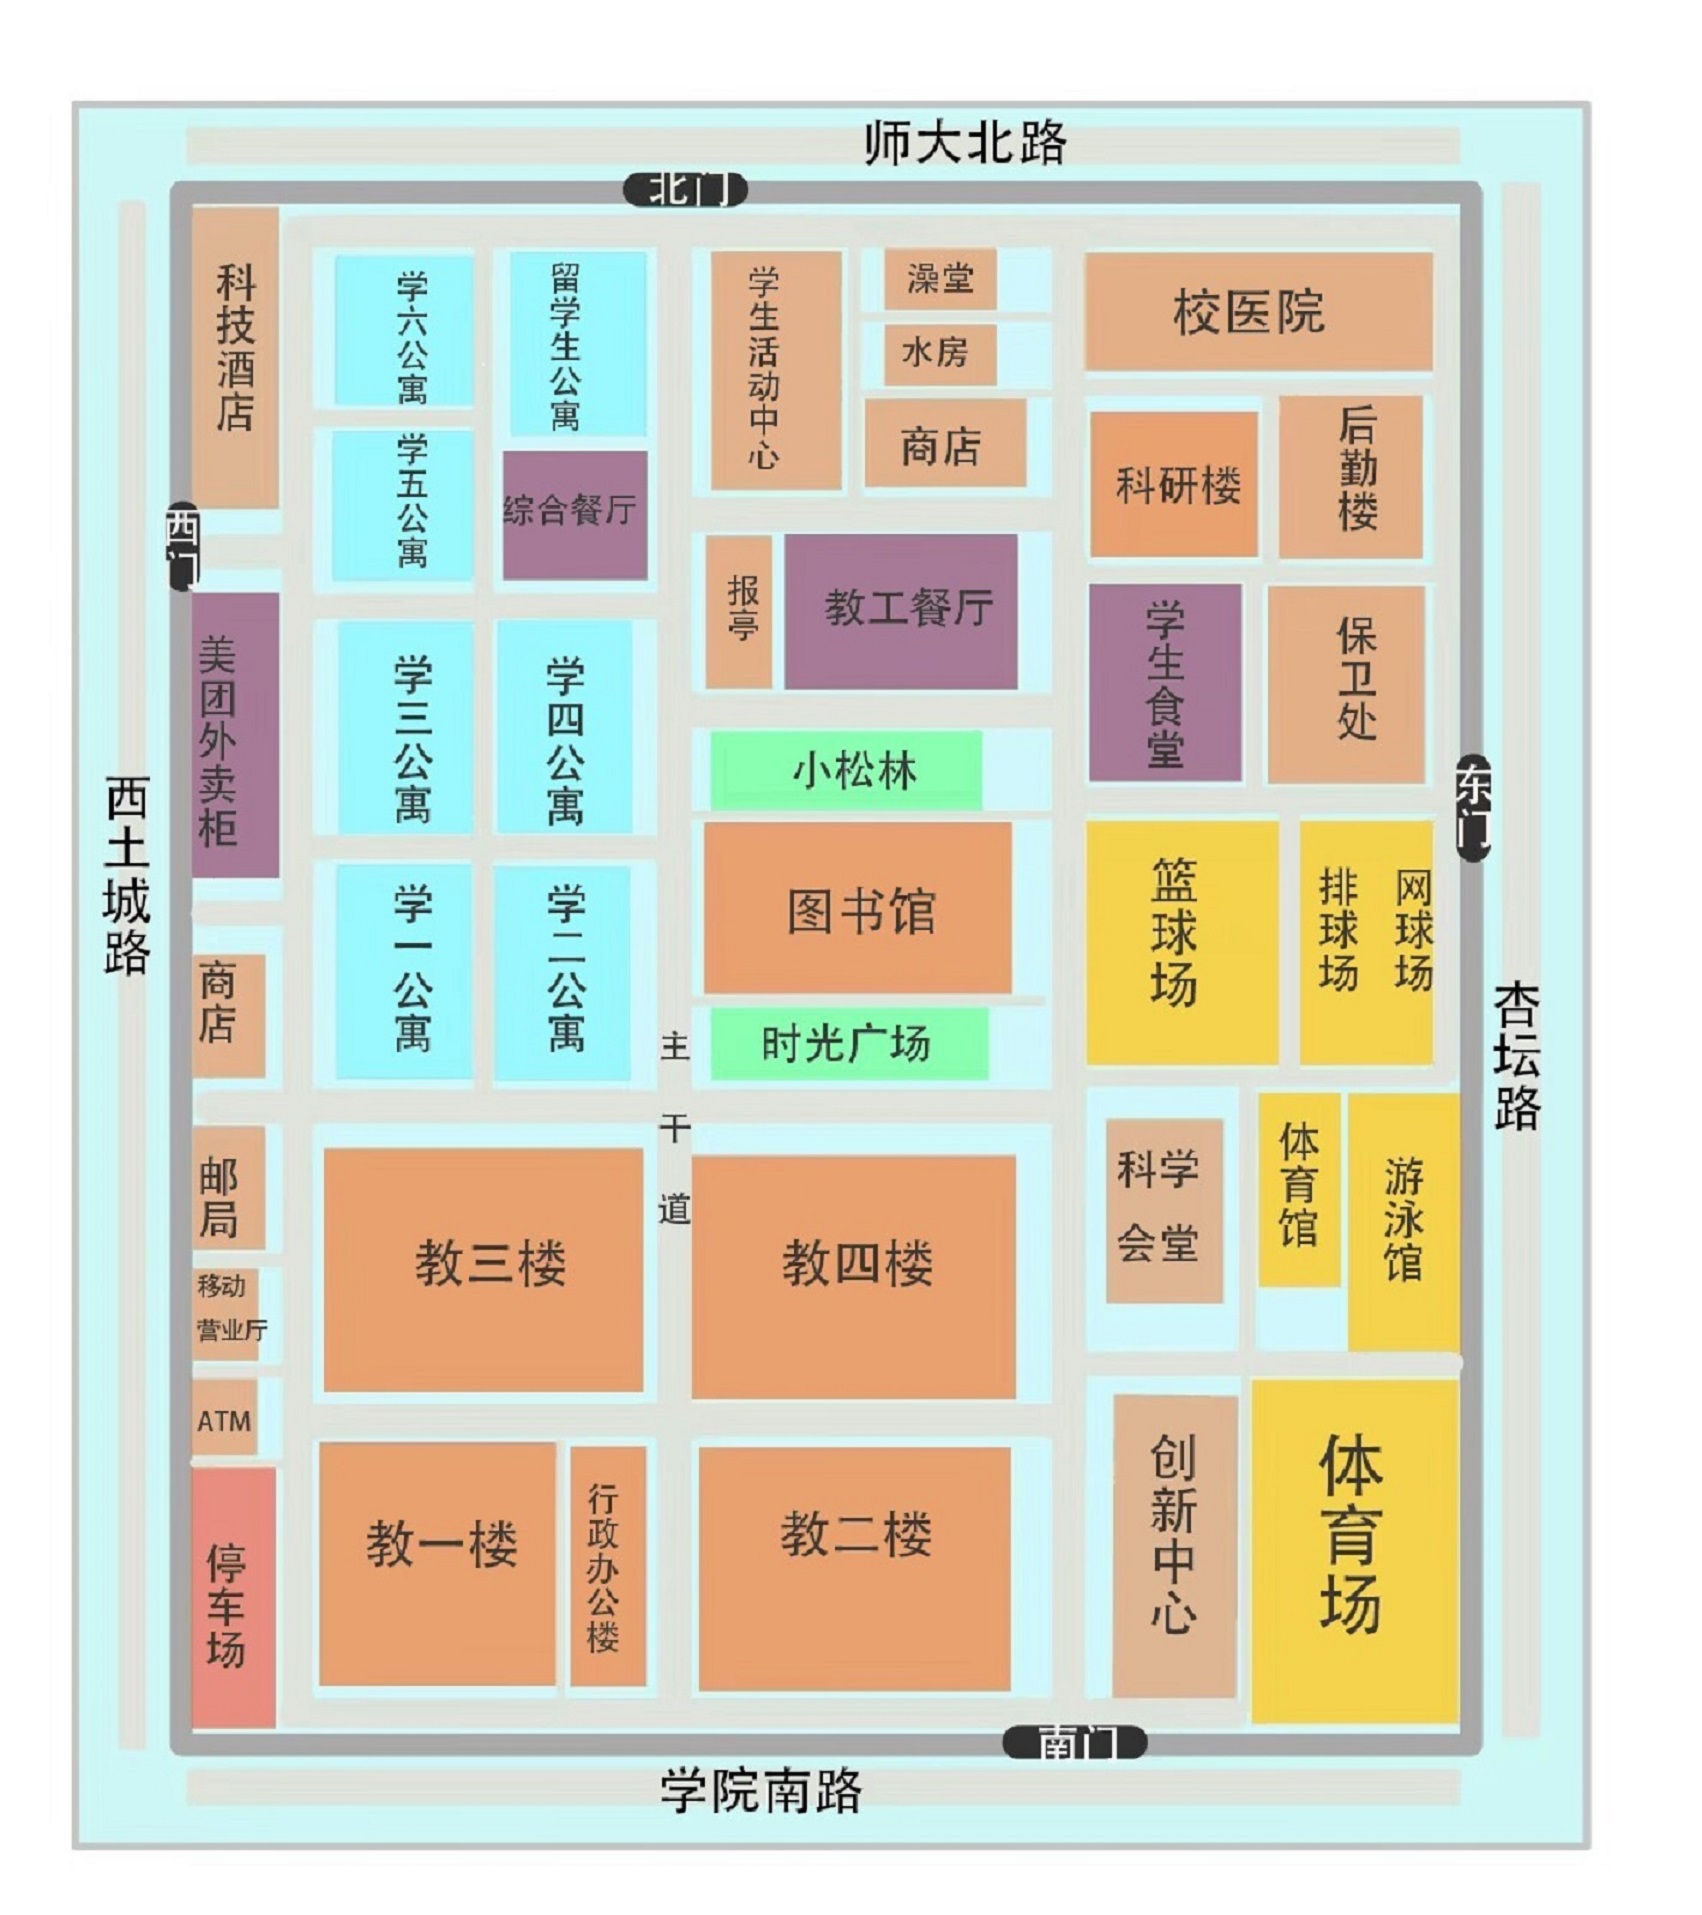 师大北路
北门
科技酒店
学六公寓
留学生公寓
学生活动中心
澡堂
水房
商店
校医院
学五公寓
综合餐厅
科研楼
后勤楼
西门
报亭
教工餐厅
学生食堂
保卫处
美团外卖柜
学三公寓
学四公寓
小松林
东门
西土城路
图书馆
篮球场
排球场
网球场
商店
学一公寓
学二公寓
时光广场
杏坛路
主干道
邮局
教三楼
教四楼
科学
会堂
体育馆
游泳馆
移动
营业厅
ATM
停车场
教一楼
行政办公楼
教二楼
创新中心
体育场
南门
学院南路